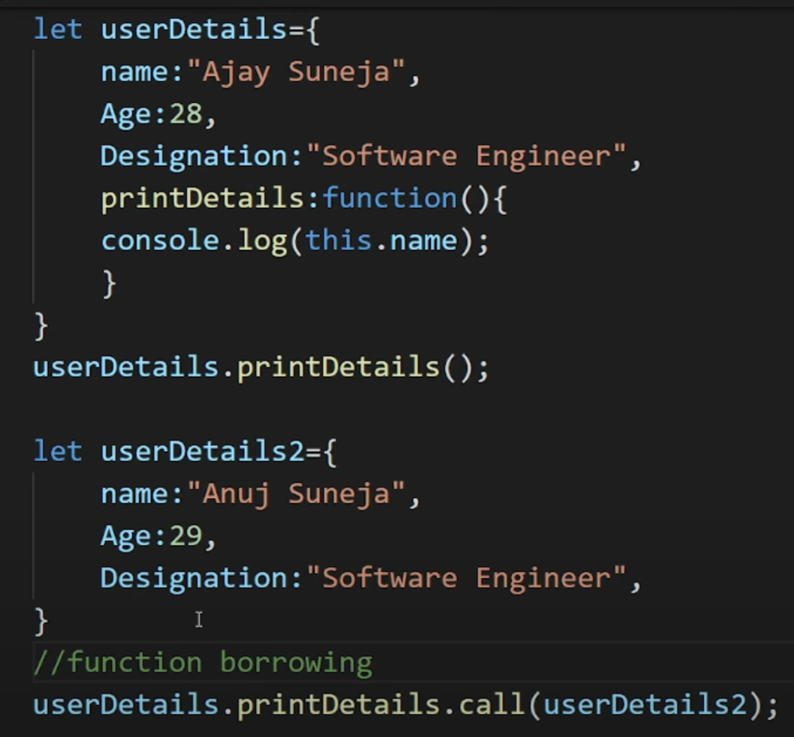 let userDetails={
    name:"Ajay Suneja",
    Age:28,
    Designation:"Software Engineer",
    printDetails:function(){
    console.log(this.name);
    }
}
userDetails.printDetails();

let userDetails2={
    name:"Anuj Suneja",
    Age:29,
    Designation:"Software Engineer",
}
//function borrowing
userDetails.printDetails.call(userDetails2);